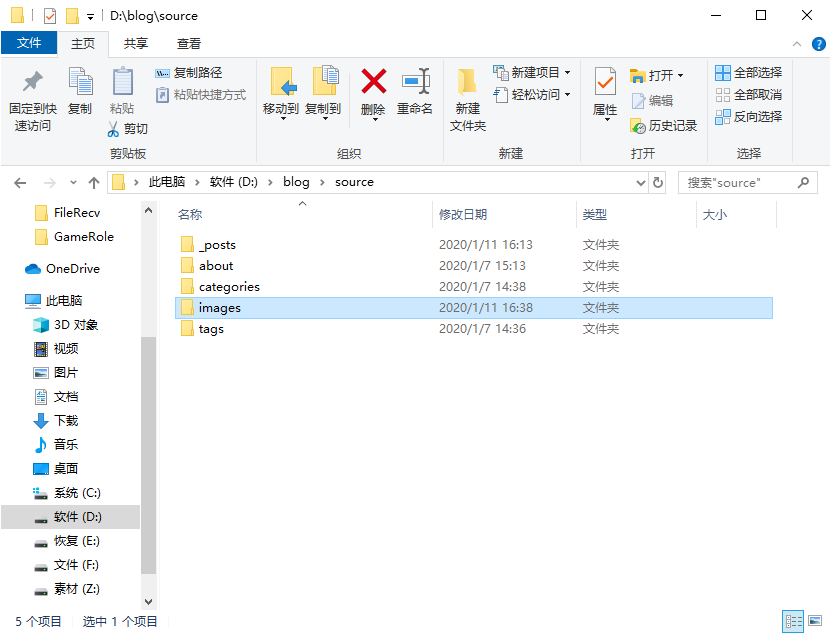 D:\blog\source
文件 主页 共享 查看
固定到快速访问
复制
粘贴
复制路径
粘贴快捷方式
剪切
剪贴板
移动到 复制到 删除 重命名
组织
新建文件夹
新建项目
轻松访问
新建
属性
打开
编辑
历史记录
打开
全部选择
全部取消
反向选择
选择
此电脑 > 软件 (D:) > blog > source
搜索"source"
FileRecv
GameRole
OneDrive
此电脑
3D 对象
视频
图片
文档
下载
音乐
桌面
系统 (C:)
软件 (D:)
恢复 (E:)
文件 (F:)
素材 (Z:)
名称 修改日期 类型 大小
_posts 2020/1/11 16:13 文件夹
about 2020/1/7 15:13 文件夹
categories 2020/1/7 14:38 文件夹
images 2020/1/11 16:38 文件夹
tags 2020/1/7 14:36 文件夹
5 个项目 选中 1 个项目